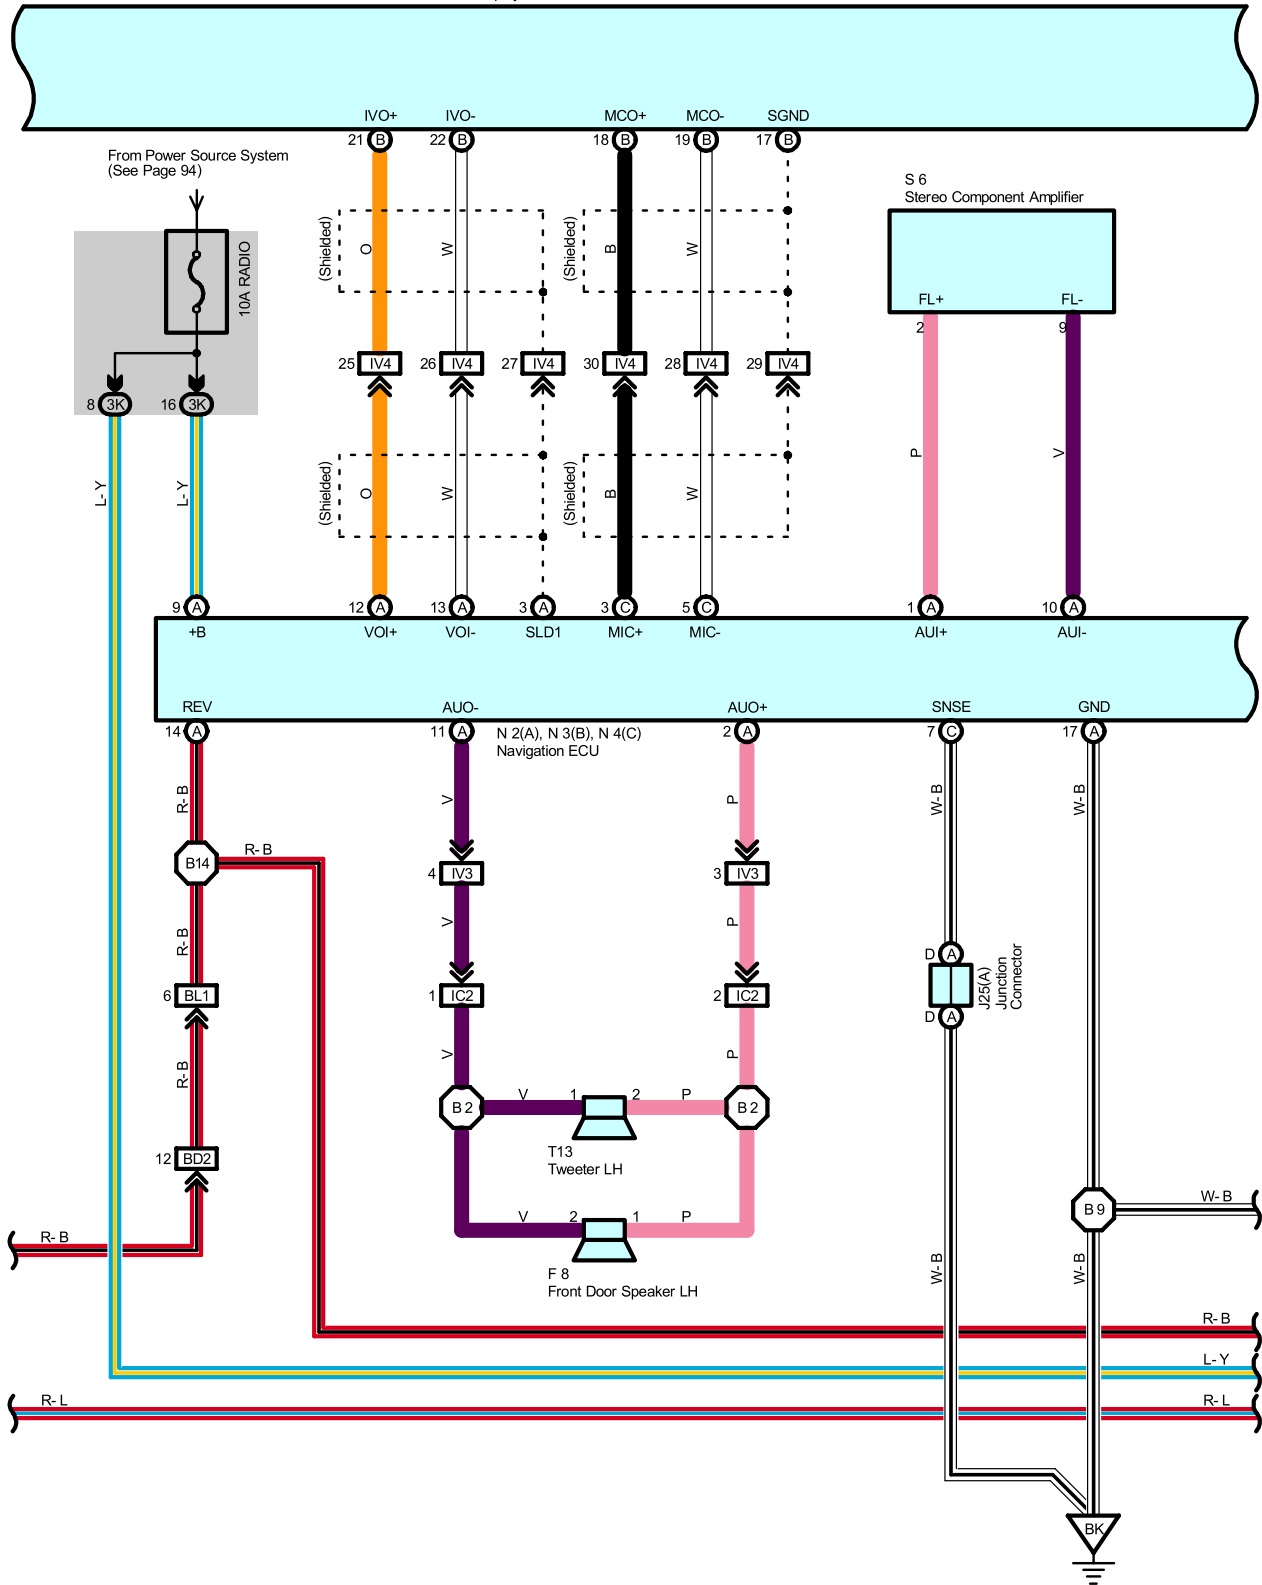 IVO+ IVO- MCO+ MCO- SGND
21 B 22 B 18 B 19 B 17 B
From Power Source System
(See Page 94)
S 6
Stereo Component Amplifier
10A RADIO
(Shielded) O W (Shielded) B W
FL+ FL-
2 9
25 IV4 26 IV4 27 IV4 30 IV4 28 IV4 29 IV4
8 3K 16 3K
L-Y L-Y (Shielded) O W (Shielded) B W P V
9 A 12 A 13 A 3 A 3 C 5 C 1 A 10 A
+B VOI+ VOI- SLD1 MIC+ MIC- AUI+ AUI-
REV AUO- AUO+ SNSE GND
14 A 11 A 2 A 7 C 17 A
N 2(A), N 3(B), N 4(C)
Navigation ECU
R-B V P W-B W-B
B14 R-B
4 IV3 3 IV3
R-B V P
D A
6 BL1 1 IC2 2 IC2
J25(A)
Junction
Connector
D A
R-B V P
B 2 V 1 2 P B 2
T13
Tweeter LH
12 BD2
W-B
B 9
V 2 1 P
R-B
F 8
Front Door Speaker LH
W-B W-B
R-B
L-Y
R-L R-L
BK